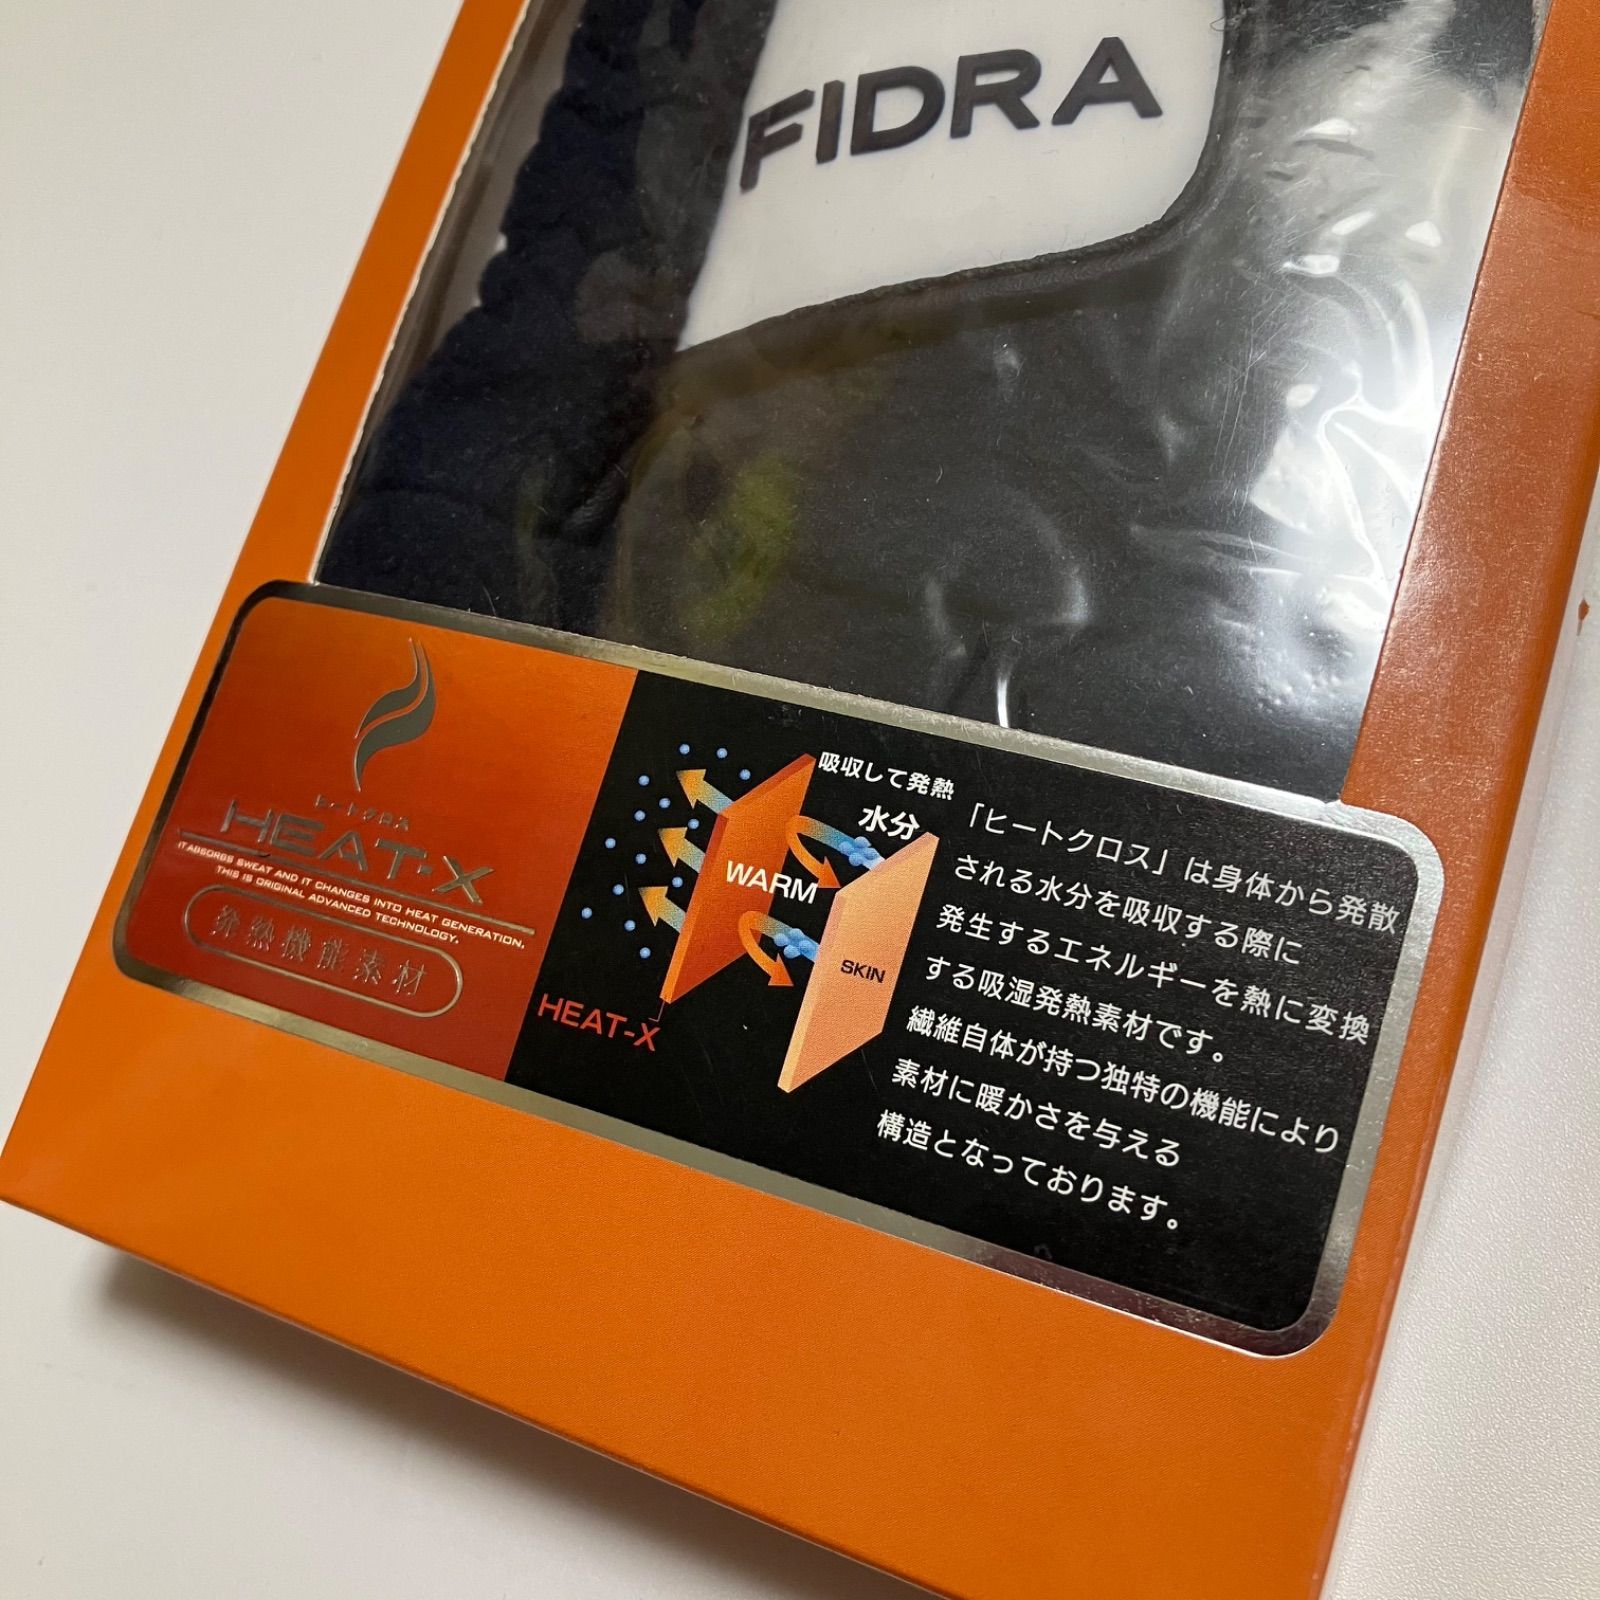 FIDRA
ヒートクロス
HEAT-X
IT ABSORBS SWEAT AND IT CHANGES INTO HEAT GENERATION.
THIS IS ORIGINAL ADVANCED TECHNOLOGY.
発熱機能素材
吸収して発熱
水分
WARM
SKIN
HEAT-X
「ヒートクロス」は身体から発散
される水分を吸収する際に
発生するエネルギーを熱に変換
する吸湿発熱素材です。
繊維自体が持つ独特の機能により
素材に暖かさを与える
構造となっております。